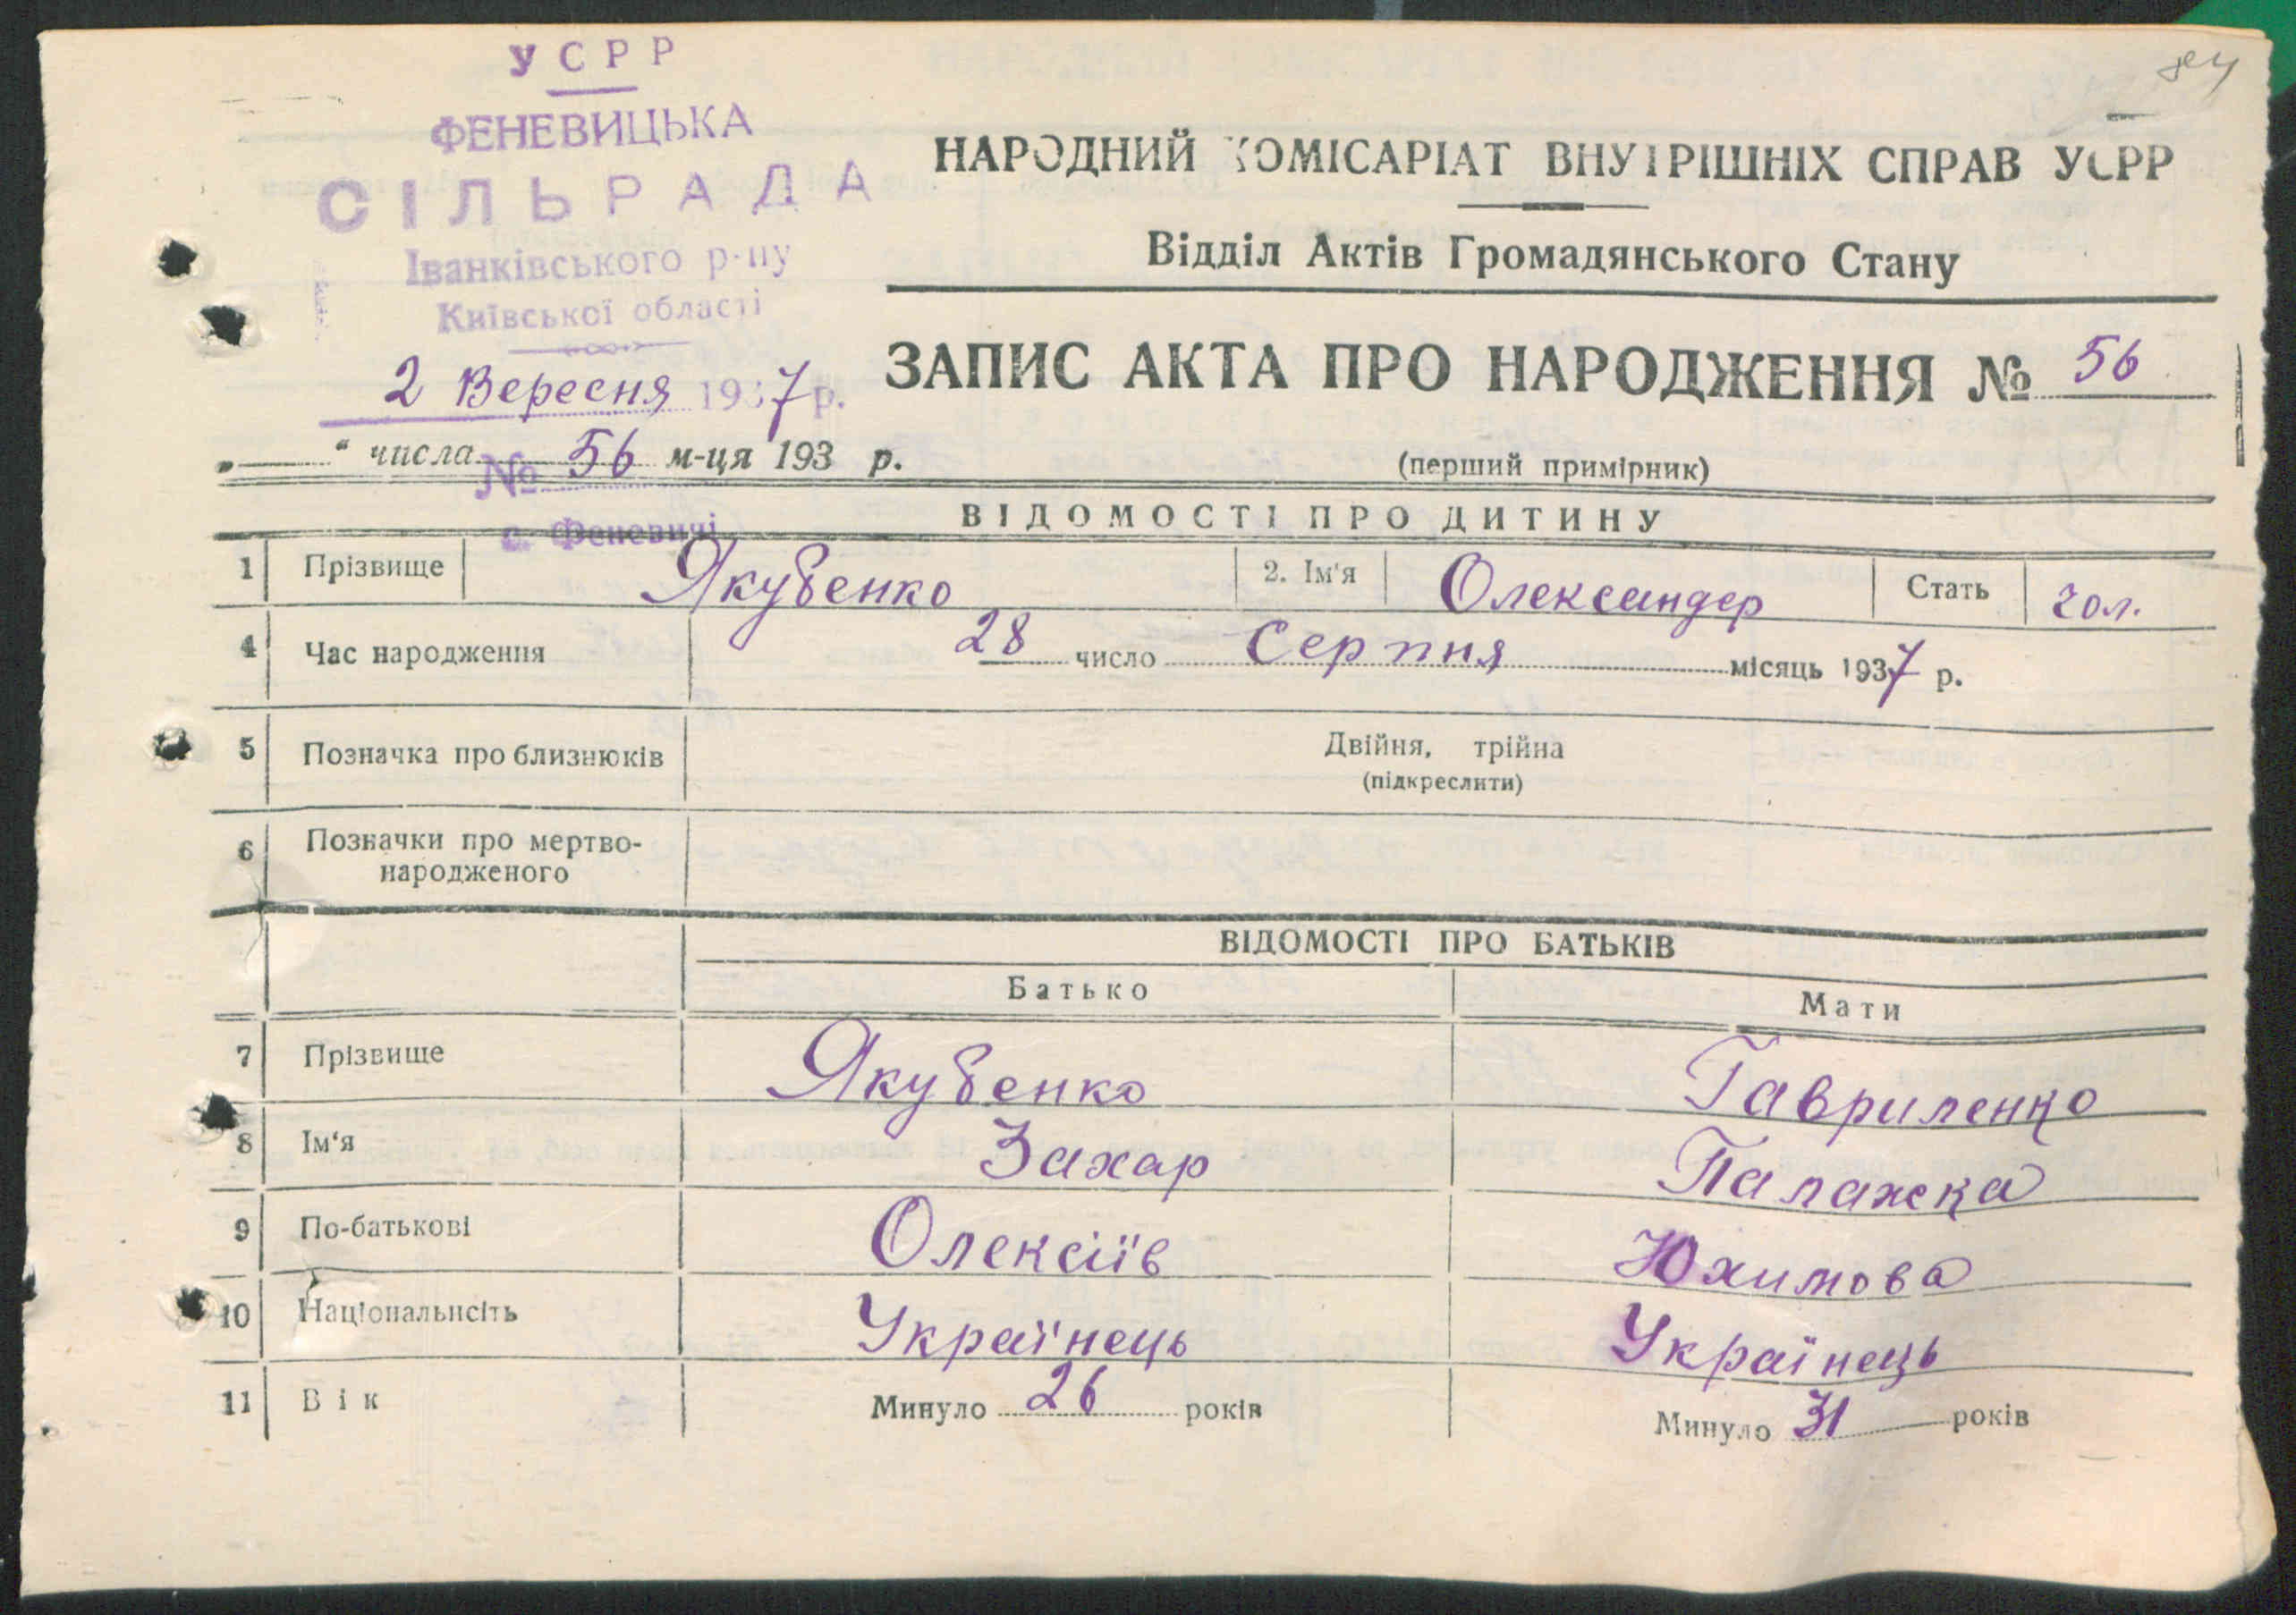 УСРР
ФЕНЕВИЦЬКА
СІЛЬРАДА
Іванківського р-ну
Київської області
2 Вересня 1937 р.
№ 56
с. Феневичі
НАРОДНИЙ КОМІСАРІАТ ВНУТРІШНІХ СПРАВ УСРР
Відділ Актів Громадянського Стану
ЗАПИС АКТА ПРО НАРОДЖЕННЯ № 56
„ “ числа м-ця 193 р.
(перший примірник)
ВІДОМОСТІ ПРО ДИТИНУ
1 Прізвище Якубенко 2. Ім'я Олександер Стать Чол.
4 Час народження 28 число Серпня місяць 1937 р.
5 Позначка про близнюків Двійня, трійна
(підкреслити)
6 Позначки про мертво-
народженого
ВІДОМОСТІ ПРО БАТЬКІВ
Батько Мати
7 Прізвище Якубенко Гавриленко
8 Ім'я Захар Палажка
9 По-батькові Олексіїв Юхимова
10 Національнсіть Українець Українець
11 Вік Минуло 26 років Минуло 31 років